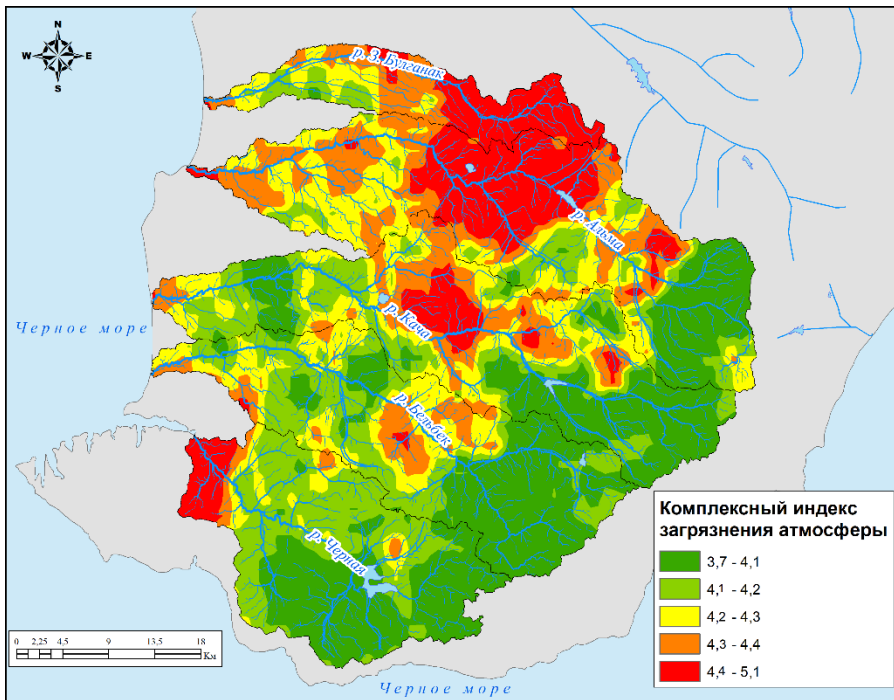 N
W E
S
р. З. Булганак
р. Альма
Черное море
р. Кача
р. Бельбек
р. Черная
Комплексный индекс
загрязнения атмосферы
3,7 - 4,1
4,1 - 4,2
4,2 - 4,3
4,3 - 4,4
4,4 - 5,1
0 2,25 4,5 9 13,5 18
Км
Черное море